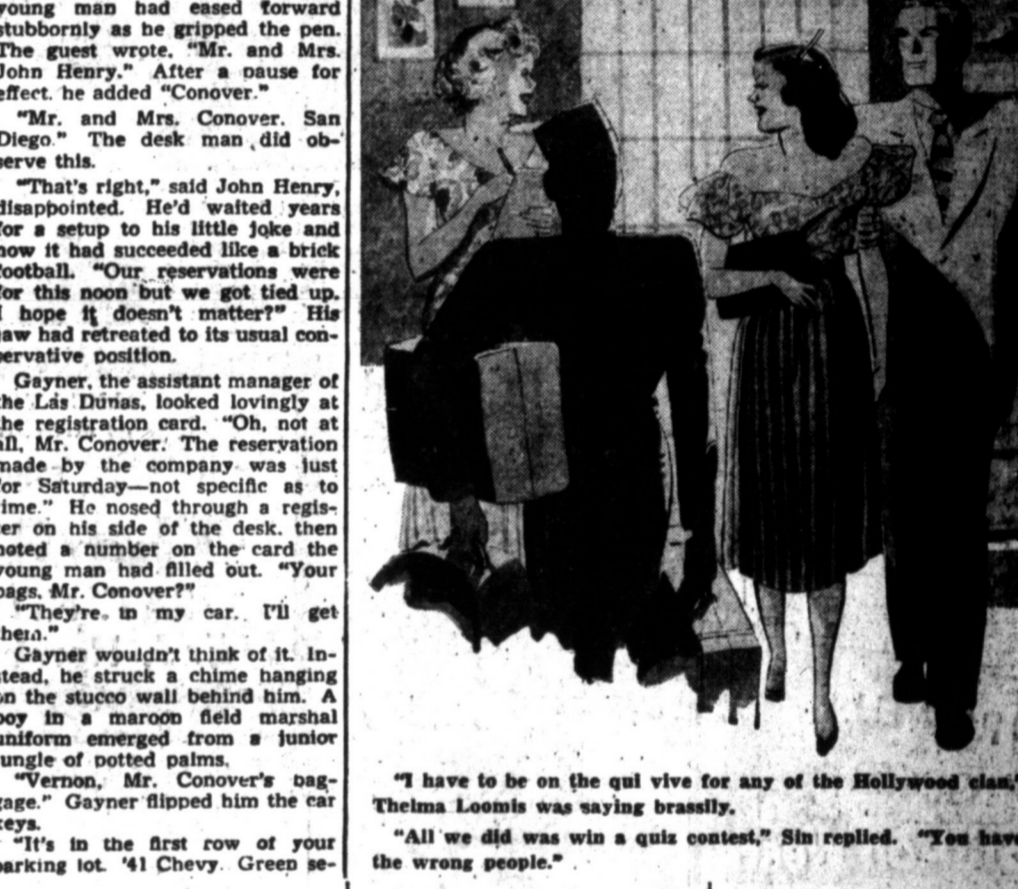 young man had eased forward
stubbornly as he gripped the pen.
The guest wrote, "Mr. and Mrs.
John Henry." After a pause for
effect, he added "Conover."
"Mr. and Mrs. Conover. San
Diego." The desk man did ob-
serve this.
"That's right," said John Henry,
disappointed. He'd waited years
for a setup to his little joke and
now it had succeeded like a brick
football. "Our reservations were
for this noon but we got tied up.
I hope it doesn't matter?" His
jaw had retreated to its usual con-
servative position.
Gayner, the assistant manager of
the Las Dunas, looked lovingly at
the registration card. "Oh, not at
all, Mr. Conover. The reservation
made by the company was just
for Saturday—not specific as to
time." He nosed through a regis-
ter on his side of the desk, then
noted a number on the card the
young man had filled out. "Your
bags, Mr. Conover?"
"They're in my car. I'll get
them."
Gayner wouldn't think of it. In-
stead, he struck a chime hanging
on the stucco wall behind him. A
boy in a maroon field marshal
uniform emerged from a junior
jungle of potted palms.
"Vernon, Mr. Conover's bag-
gage." Gayner flipped him the car
keys.
"It's in the first row of your
parking lot. '41 Chevy. Green se-
"I have to be on the qui vive for any of the Hollywood clan,"
Thelma Loomis was saying brassily.
"All we did was win a quiz contest," Sin replied. "You have
the wrong people."